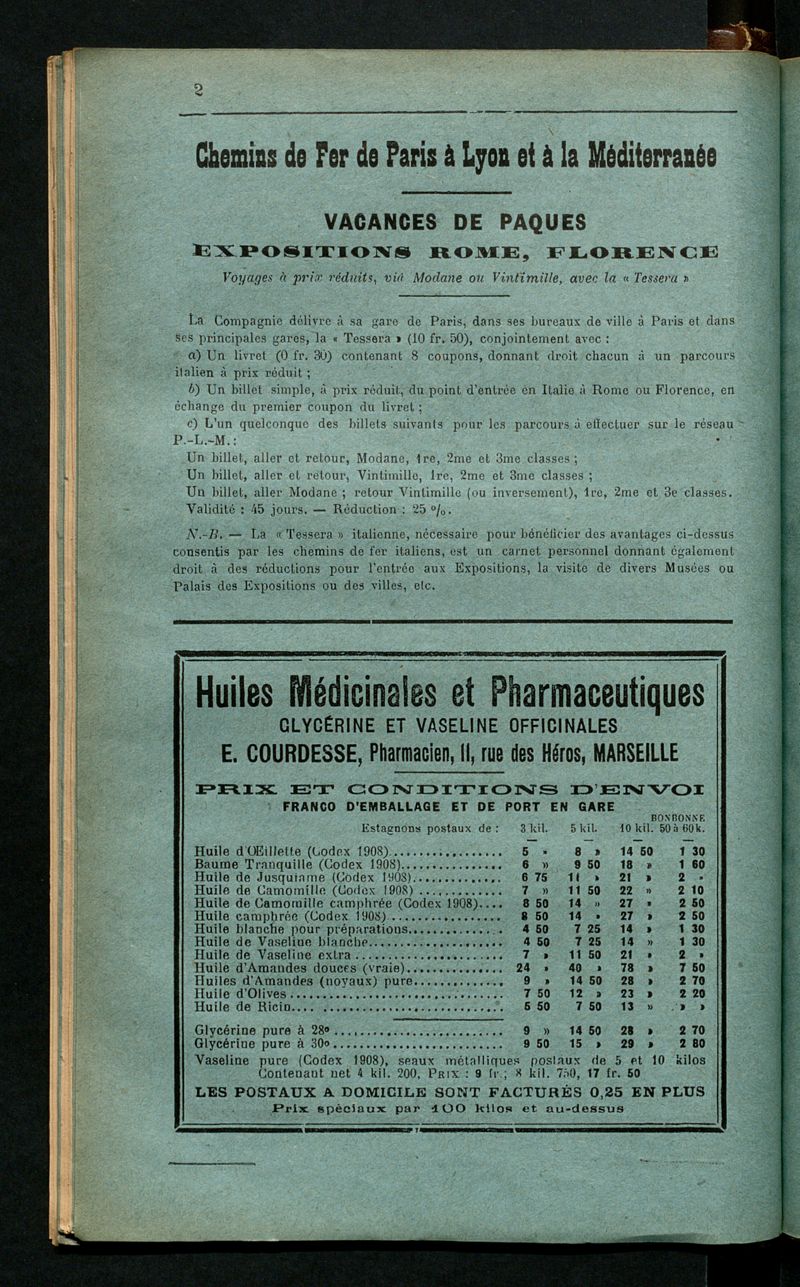 2
Chemins de Fer de Paris à Lyon et à la Méditerranée
VACANCES DE PAQUES
EXPOSITIONS ROME, FLORENCE
Voyages à prix réduits, viâ Modane ou Vintimille, avec la « Tessera »
La Compagnie délivre à sa gare de Paris, dans ses bureaux de ville à Paris et dans
ses principales gares, la « Tessera » (10 fr. 50), conjointement avec :
a) Un livret (0 fr. 30) contenant 8 coupons, donnant droit chacun à un parcours
italien à prix réduit ;
b) Un billet simple, à prix réduit, du point d'entrée en Italie à Rome ou Florence, en
échange du premier coupon du livret ;
c) L'un quelconque des billets suivants pour les parcours à effectuer sur le réseau
P.-L.-M. :
Un billet, aller et retour, Modane, 1re, 2me et 3me classes ;
Un billet, aller et retour, Vintimille, 1re, 2me et 3me classes ;
Un billet, aller Modane ; retour Vintimille (ou inversement), 1re, 2me et 3e classes.
Validité : 45 jours. — Réduction : 25 %.
N.-B. — La « Tessera » italienne, nécessaire pour bénéficier des avantages ci-dessus
consentis par les chemins de fer italiens, est un carnet personnel donnant également
droit à des réductions pour l'entrée aux Expositions, la visite de divers Musées ou
Palais des Expositions ou des villes, etc.
Huiles Médicinales et Pharmaceutiques
GLYCÉRINE ET VASELINE OFFICINALES
E. COURDESSE, Pharmacien, 11, rue des Héros, MARSEILLE
PRIX ET CONDITIONS D'ENVOI
FRANCO D'EMBALLAGE ET DE PORT EN GARE
BONBONNE
Estagnons postaux de : 3 kil. 5 kil. 10 kil. 50 à 60 k.
Huile d'Œillette (Codex 1908) 5 » 8 » 14 50 1 30
Baume Tranquille (Codex 1908) 6 » 9 50 18 » 1 60
Huile de Jusquiame (Codex 1908) 6 75 11 » 21 » 2 »
Huile de Camomille (Codex 1908) 7 » 11 50 22 » 2 10
Huile de Camomille camphrée (Codex 1908) 8 50 14 » 27 » 2 50
Huile camphrée (Codex 1908) 8 50 14 » 27 » 2 50
Huile blanche pour préparations 4 50 7 25 14 » 1 30
Huile de Vaseline blanche 4 50 7 25 14 » 1 30
Huile de Vaseline extra 7 » 11 50 21 » 2 »
Huile d'Amandes douces (vraie) 24 » 40 » 78 » 7 50
Huiles d'Amandes (noyaux) pure 9 » 14 50 28 » 2 70
Huile d'Olives 7 50 12 » 23 » 2 20
Huile de Ricin 5 50 7 50 13 » » »
Glycérine pure à 28° 9 » 14 50 28 » 2 70
Glycérine pure à 30° 9 50 15 » 29 » 2 80
Vaseline pure (Codex 1908), seaux métalliques postaux de 5 et 10 kilos
Contenant net 4 kil. 200, PRIX : 9 fr.; 8 kil. 750, 17 fr. 50
LES POSTAUX A DOMICILE SONT FACTURÉS 0,25 EN PLUS
Prix spéciaux par 100 kilos et au-dessus